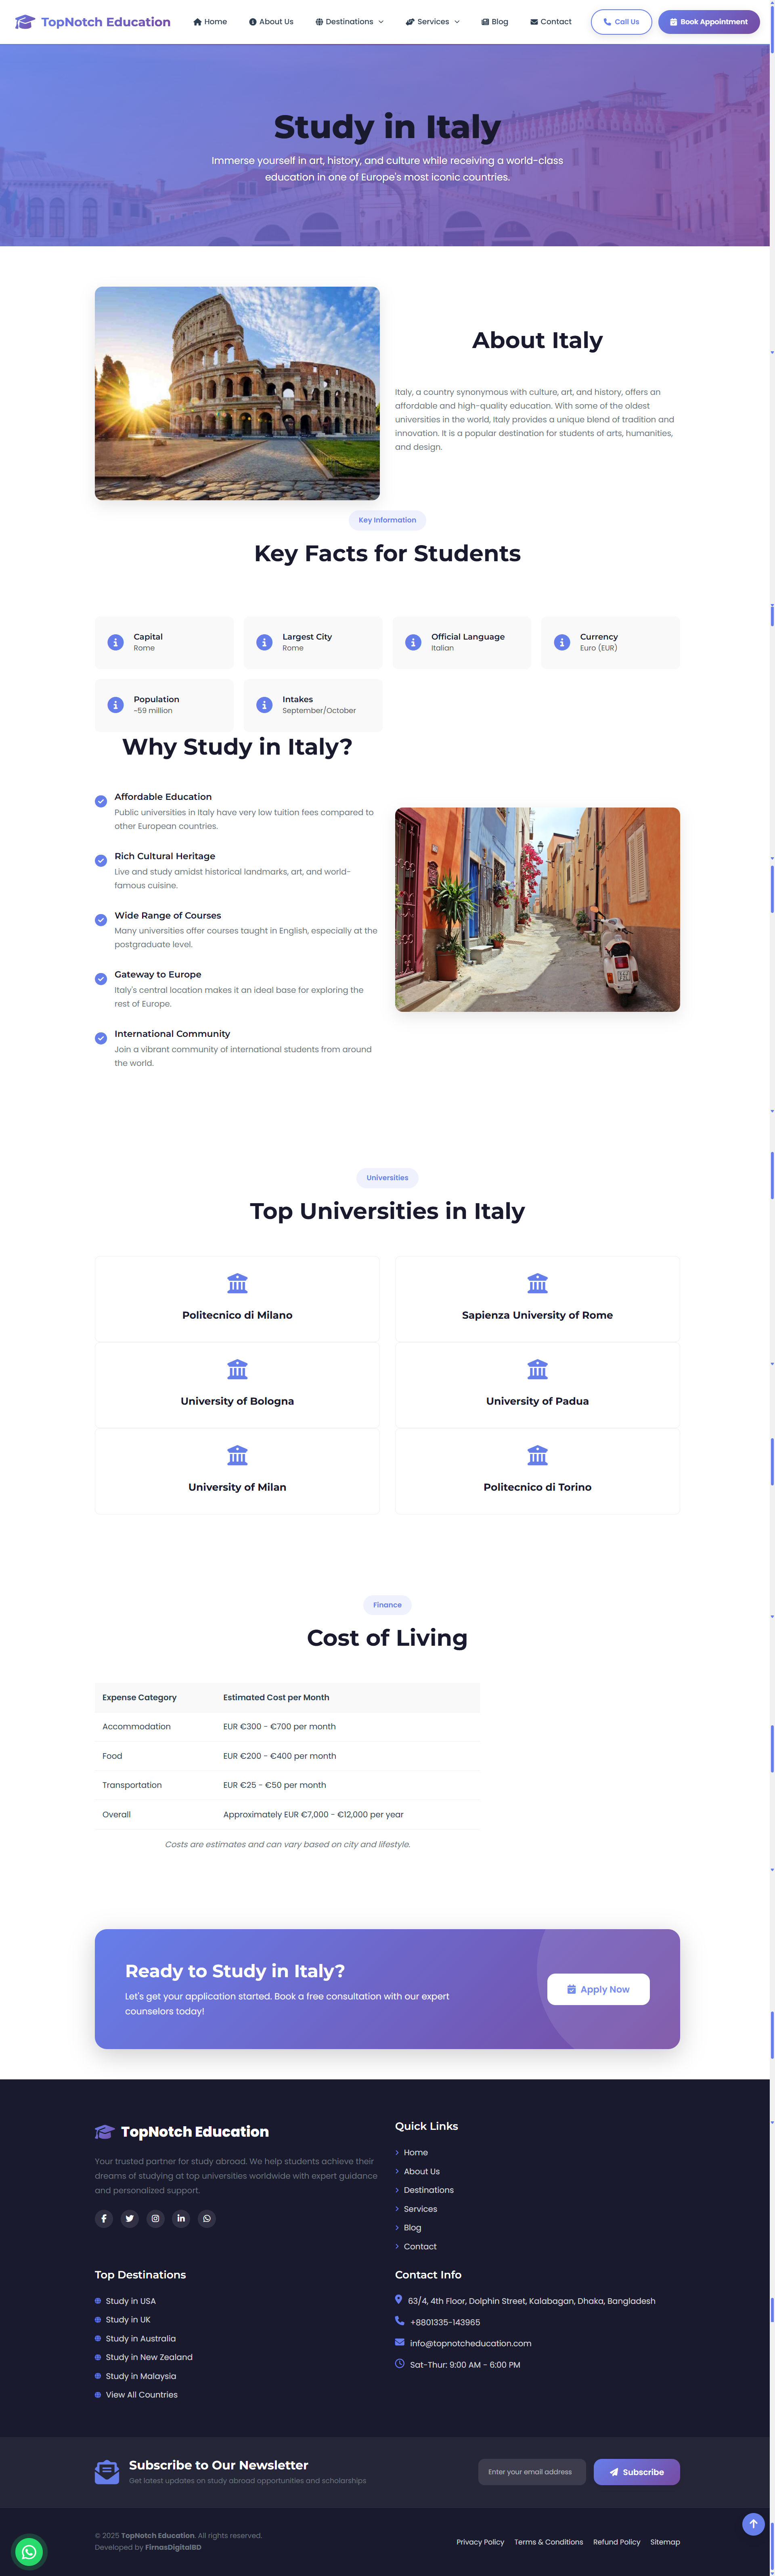 TopNotch Education
Home
About Us
Destinations
Services
Blog
Contact
Call Us
Book Appointment
Study in Italy
Immerse yourself in art, history, and culture while receiving a world-class
education in one of Europe's most iconic countries.
About Italy
Italy, a country synonymous with culture, art, and history, offers an
affordable and high-quality education. With some of the oldest
universities in the world, Italy provides a unique blend of tradition and
innovation. It is a popular destination for students of arts, humanities,
and design.
Key Information
Key Facts for Students
Capital
Rome
Largest City
Rome
Official Language
Italian
Currency
Euro (EUR)
Population
~59 million
Intakes
September/October
Why Study in Italy?
Affordable Education
Public universities in Italy have very low tuition fees compared to
other European countries.
Rich Cultural Heritage
Live and study amidst historical landmarks, art, and world-
famous cuisine.
Wide Range of Courses
Many universities offer courses taught in English, especially at the
postgraduate level.
Gateway to Europe
Italy's central location makes it an ideal base for exploring the
rest of Europe.
International Community
Join a vibrant community of international students from around
the world.
Universities
Top Universities in Italy
Politecnico di Milano
Sapienza University of Rome
University of Bologna
University of Padua
University of Milan
Politecnico di Torino
Finance
Cost of Living
Expense Category Estimated Cost per Month
Accommodation EUR €300 - €700 per month
Food EUR €200 - €400 per month
Transportation EUR €25 - €50 per month
Overall Approximately EUR €7,000 - €12,000 per year
Costs are estimates and can vary based on city and lifestyle.
Ready to Study in Italy?
Let's get your application started. Book a free consultation with our expert
counselors today!
Apply Now
TopNotch Education
Your trusted partner for study abroad. We help students achieve their
dreams of studying at top universities worldwide with expert guidance
and personalized support.
Quick Links
Home
About Us
Destinations
Services
Blog
Contact
Top Destinations
Study in USA
Study in UK
Study in Australia
Study in New Zealand
Study in Malaysia
View All Countries
Contact Info
63/4, 4th Floor, Dolphin Street, Kalabagan, Dhaka, Bangladesh
+8801335-143965
info@topnotcheducation.com
Sat-Thur: 9:00 AM - 6:00 PM
Subscribe to Our Newsletter
Get latest updates on study abroad opportunities and scholarships
Enter your email address
Subscribe
© 2025 TopNotch Education. All rights reserved.
Developed by FirnasDigitalBD
Privacy Policy
Terms & Conditions
Refund Policy
Sitemap